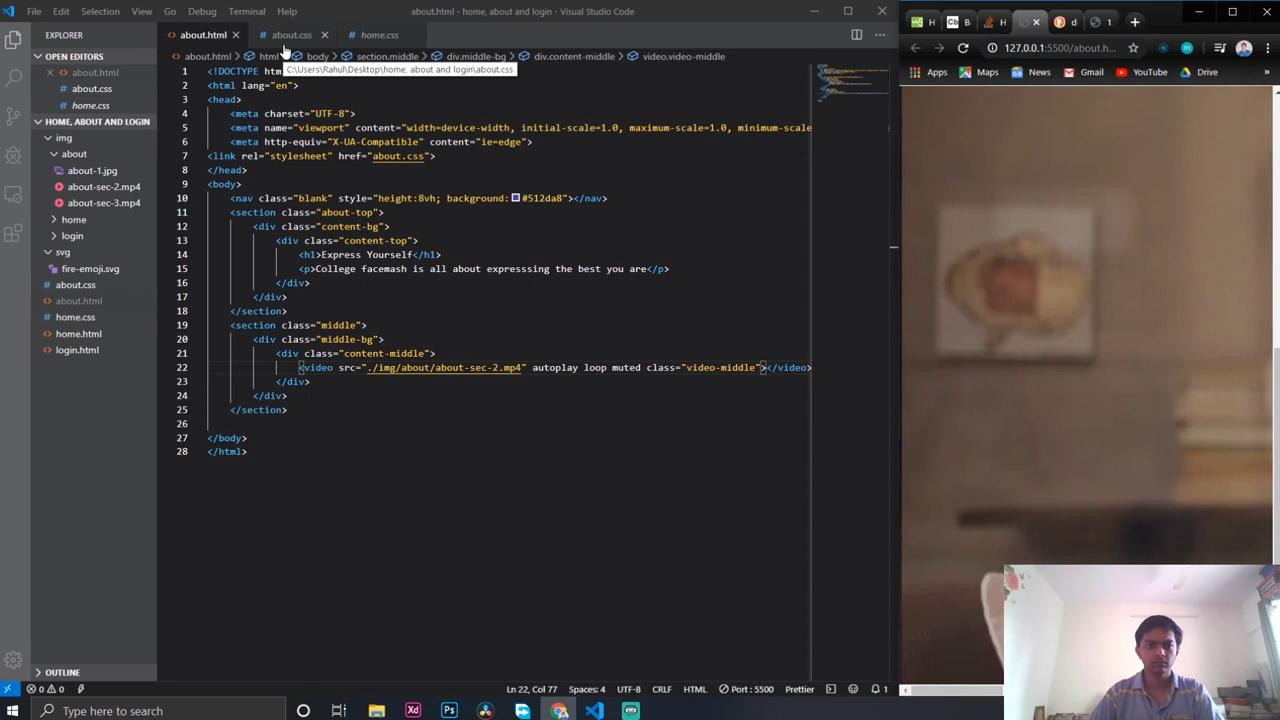 File Edit Selection View Go Debug Terminal Help
about.html - home, about and login - Visual Studio Code
EXPLORER
OPEN EDITORS
about.html
about.css
home.css
HOME, ABOUT AND LOGIN
img
about
about-1.jpg
about-sec-2.mp4
about-sec-3.mp4
home
login
svg
fire-emoji.svg
about.css
about.html
home.css
home.html
login.html
OUTLINE
about.html about.css home.css
about.html html body section.middle div.middle-bg div.content-middle video.video-middle
C:\Users\Rahul\Desktop\home, about and login\about.css
1 <!DOCTYPE htm
2 <html lang="en">
3 <head>
4 <meta charset="UTF-8">
5 <meta name="viewport" content="width=device-width, initial-scale=1.0, maximum-scale=1.0, minimum-scale
6 <meta http-equiv="X-UA-Compatible" content="ie=edge">
7 <link rel="stylesheet" href="about.css">
8 </head>
9 <body>
10 <nav class="blank" style="height:8vh; background:#512da8"></nav>
11 <section class="about-top">
12 <div class="content-bg">
13 <div class="content-top">
14 <h1>Express Yourself</h1>
15 <p>College facemash is all about expresssing the best you are</p>
16 </div>
17 </div>
18 </section>
19 <section class="middle">
20 <div class="middle-bg">
21 <div class="content-middle">
22 <video src="./img/about/about-sec-2.mp4" autoplay loop muted class="video-middle"></video>
23 </div>
24 </div>
25 </section>
26
27 </body>
28 </html>
0 0 Ln 22, Col 77 Spaces: 4 UTF-8 CRLF HTML Port : 5500 Prettier 1
H Cb B H d 1
127.0.0.1:5500/about
Apps Maps News YouTube Drive »
Type here to search
Xd Ps